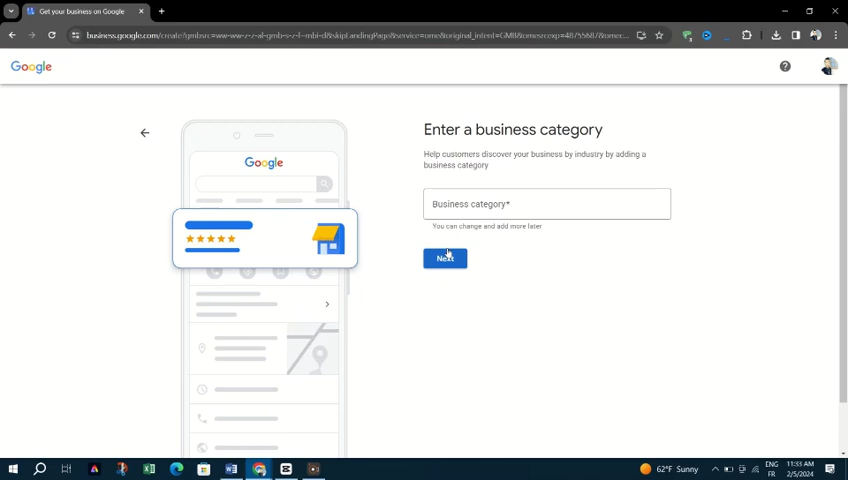 Get your business on Google
Google
Enter a business category
Help customers discover your business by industry by adding a
business category
Business category*
You can change and add more later
Next
Google
62°F Sunny
ENG
FR
11:33 AM
2/5/2024